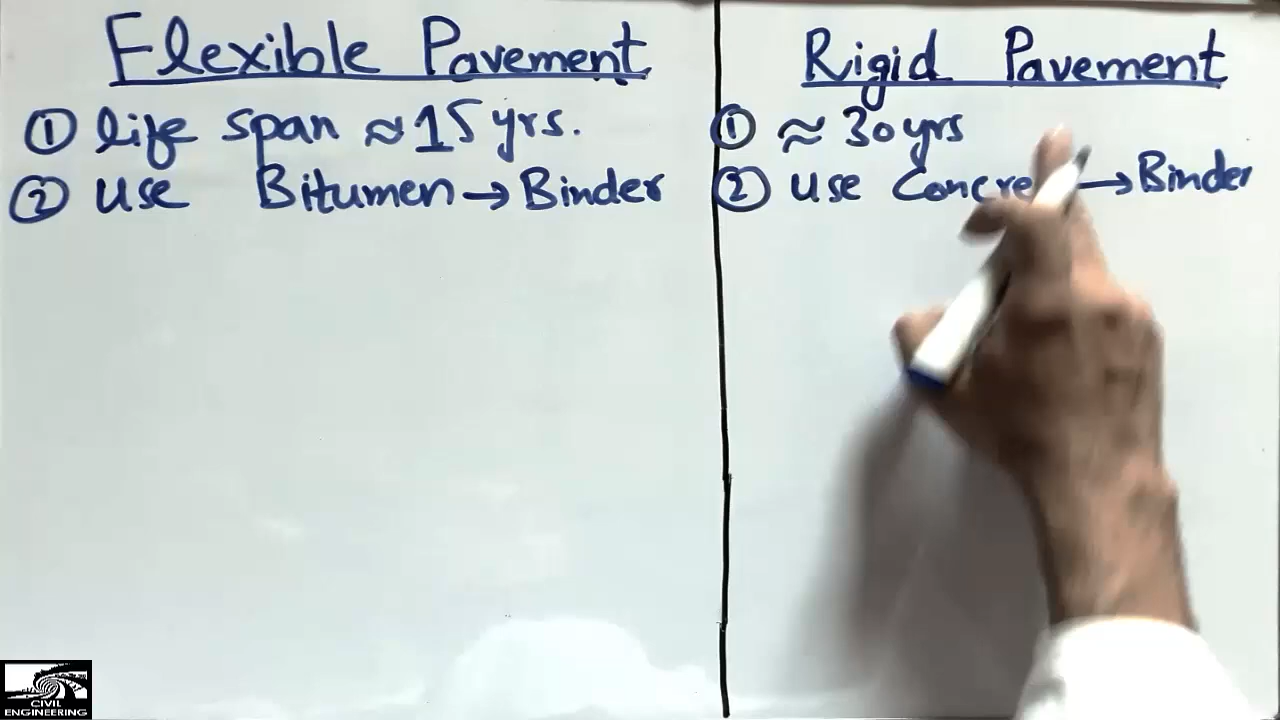 Flexible Pavement
① life span ≈ 15 yrs.
② Use Bitumen → Binder
Rigid Pavement
① ≈ 30 yrs
② Use Concre → Binder
CIVIL
ENGINEERING